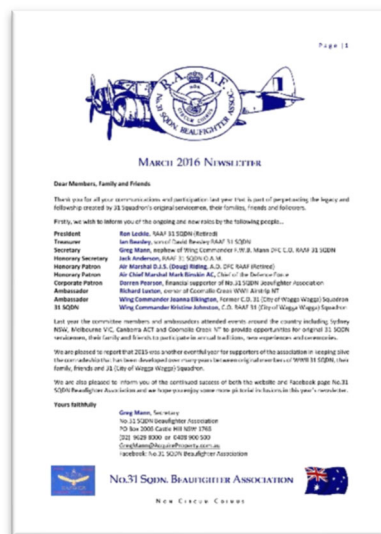 Page | 1
R.A.A.F.
No.31 SQDN. BEAUFIGHTER ASSOC.
MARCH 2016 NEWSLETTER
Dear Members, Family and Friends
Thank you for all your communications and participation last year that is part of perpetuating the legacy and
fellowship created by 31 Squadron's original servicemen, their families, friends and followers.
Firstly, we wish to inform you of the ongoing and new roles by the following people...
President Ron Leckie, RAAF 31 SQDN (Retired)
Treasurer Ian Beasley, son of David Beasley RAAF 31 SQDN
Secretary Greg Mann, nephew of Wing Commander F.W.B. Mann DFC C.O. RAAF 31 SQDN
Honorary Secretary Jack Anderson, RAAF 31 SQDN O.A.M.
Honorary Patron Air Marshal D.J.S. (Doug) Riding, A.O. DFC RAAF (Retired)
Honorary Patron Air Chief Marshal Mark Binskin AC, Chief of the Defence Force
Corporate Patron Darren Pearson, financial supporter of No.31 SQDN Beaufighter Association
Ambassador Richard Luxton, owner of Coomalie Creek WWII Airstrip NT
Ambassador Wing Commander Joanna Elkington, Former C.O. 31 (City of Wagga Wagga) Squadron
31 SQDN Wing Commander Kristine Johnston, C.O. RAAF 31 (City of Wagga Wagga) Squadron
Last year the committee members and ambassadors attended events around the country including Sydney
NSW, Melbourne VIC, Canberra ACT and Coomalie Creek NT to provide opportunities for original 31 SQDN
servicemen, their family and friends to participate in annual traditions, new experiences and ceremonies.
We are pleased to report that 2015 was another eventful year for supporters of the association in keeping alive
the comradeship that has been developed over many years between original members of WWII 31 SQDN, their
family, friends and 31 (City of Wagga Wagga) Squadron.
We are also pleased to inform you of the continued success of both the website and Facebook page No.31
SQDN Beaufighter Association and we hope you enjoy some more pictorial inclusions in this year's newsletter.
Yours faithfully
Greg Mann, Secretary
No.31 SQDN Beaufighter Association
PO Box 2066 Castle Hill NSW 1765
(02) 9629 8000 or 0408 900 500
GregMann@AcquireProperty.com.au
Facebook: No.31 SQDN Beaufighter Association
NO.31 SQDN. BEAUFIGHTER ASSOCIATION
NON CIRCUM COIMUS